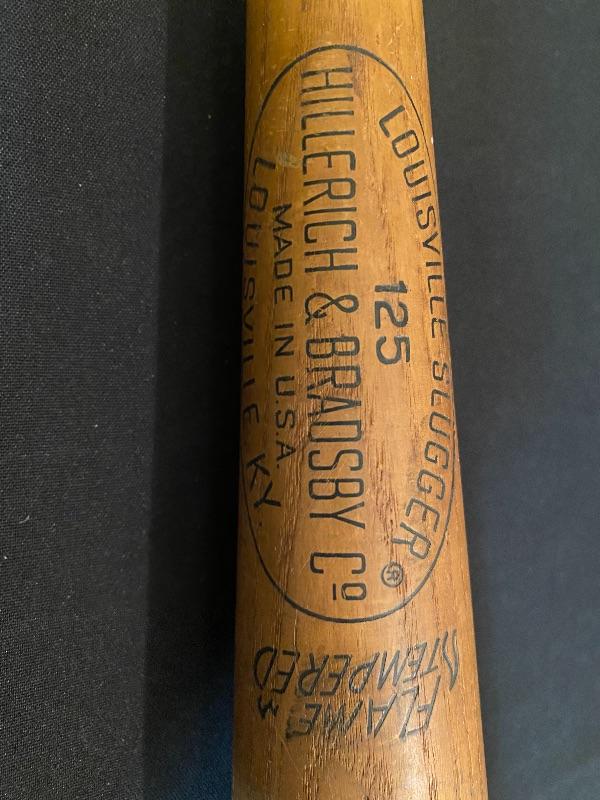 LOUISVILLE SLUGGER ®
125
HILLERICH & BRADSBY Cº
MADE IN U.S.A.
LOUISVILLE KY.
FLAME
TEMPERED